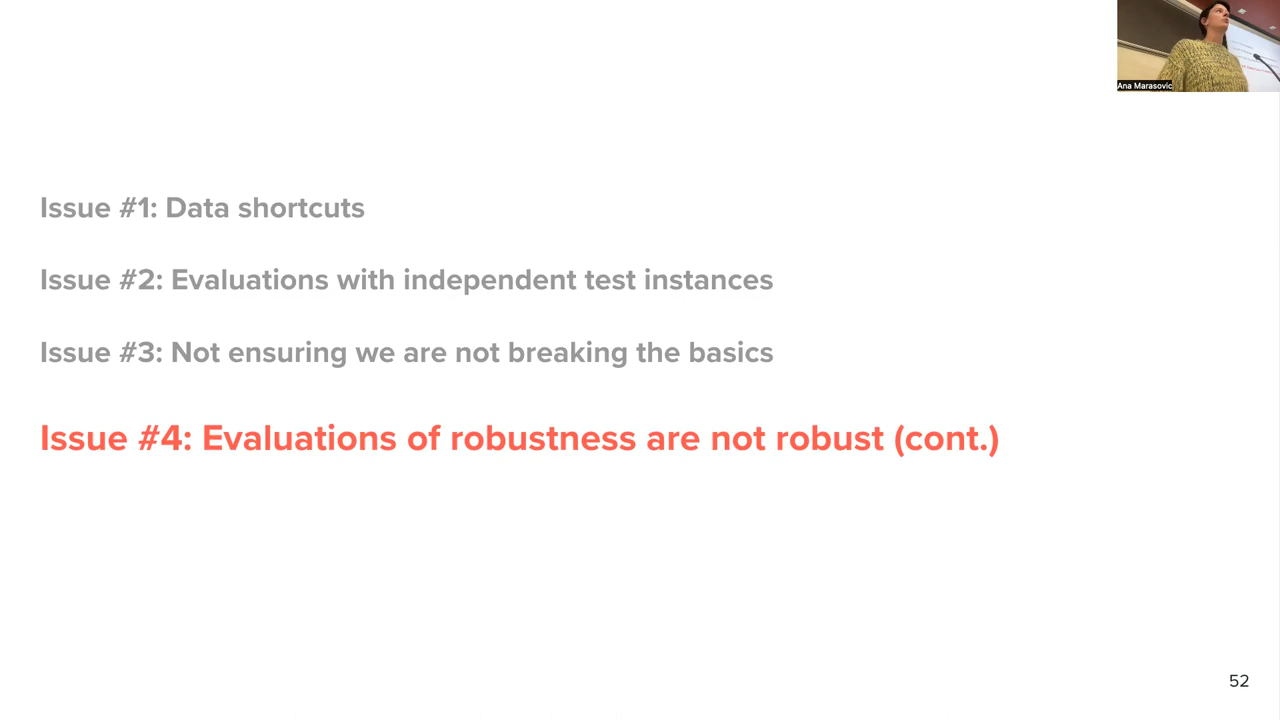 Ana Marasovic
Issue #1: Data shortcuts
Issue #2: Evaluations with independent test instances
Issue #3: Not ensuring we are not breaking the basics
Issue #4: Evaluations of robustness are not robust (cont.)
52